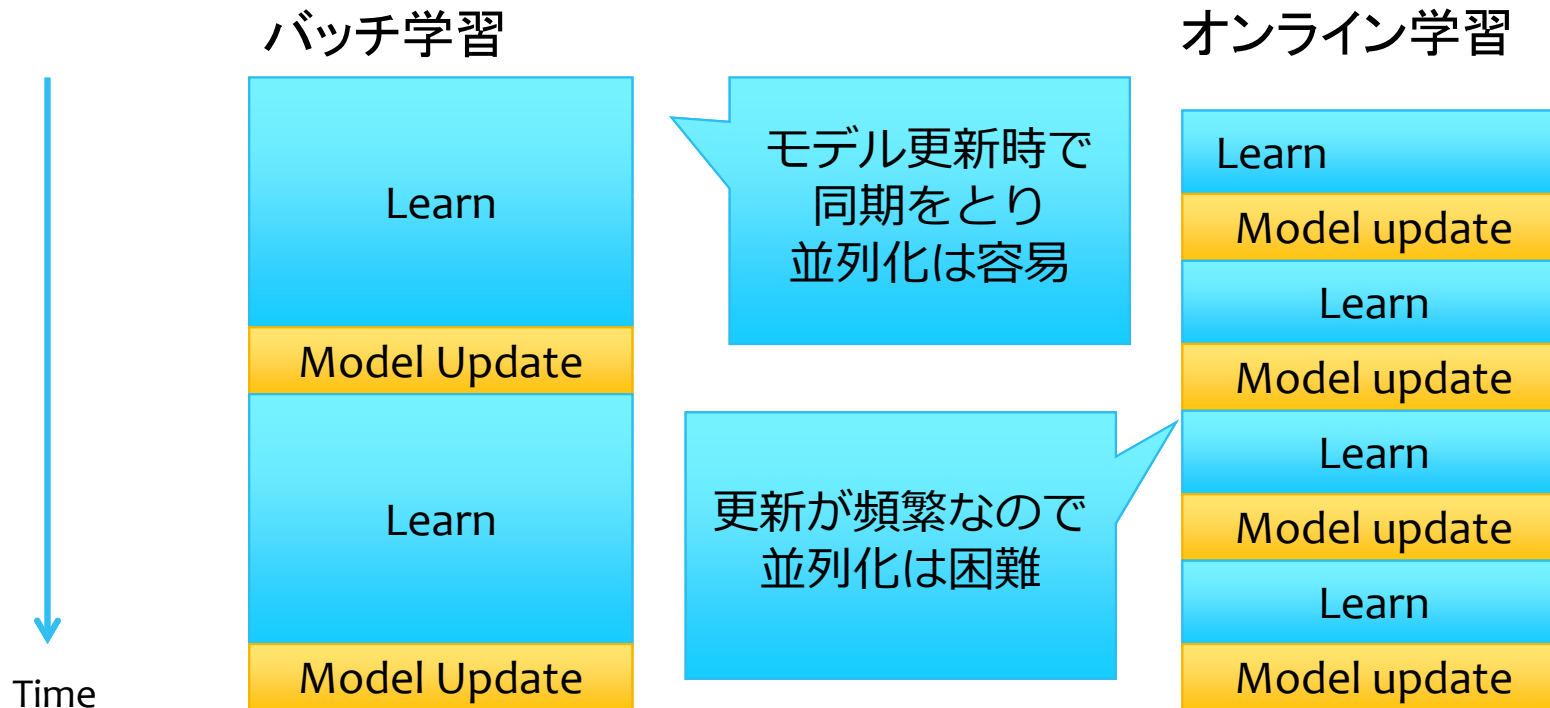 バッチ学習
Learn
Model Update
Learn
Model Update
Time
モデル更新時で
同期をとり
並列化は容易
更新が頻繁なので
並列化は困難
オンライン学習
Learn
Model update
Learn
Model update
Learn
Model update
Learn
Model update